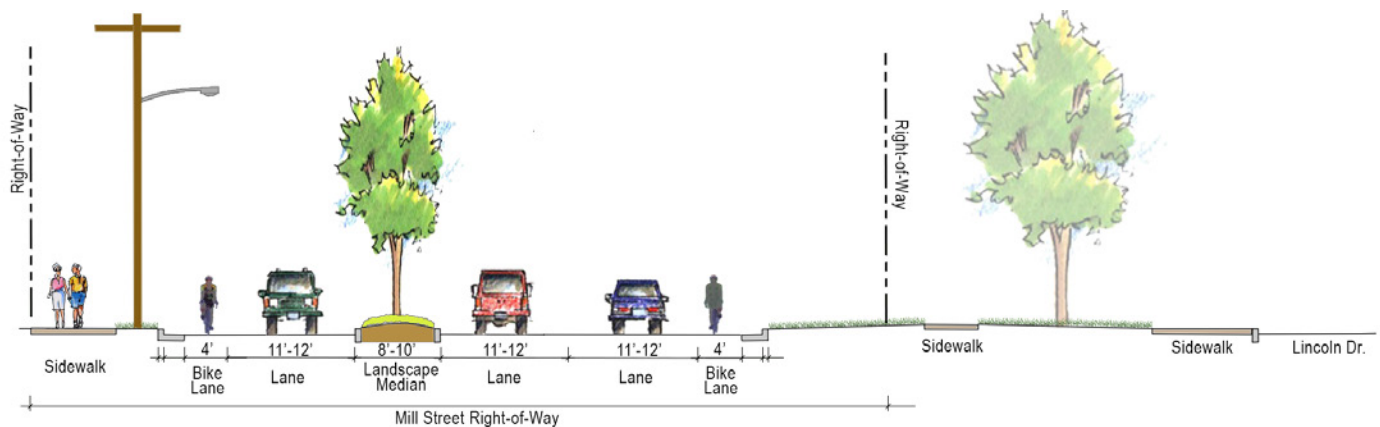 Right-of-Way
Right-of-Way
4'
11'-12'
8'-10'
11'-12'
11'-12'
4'
Sidewalk
Bike
Lane
Lane
Landscape
Median
Lane
Lane
Bike
Lane
Sidewalk
Sidewalk
Lincoln Dr.
Mill Street Right-of-Way